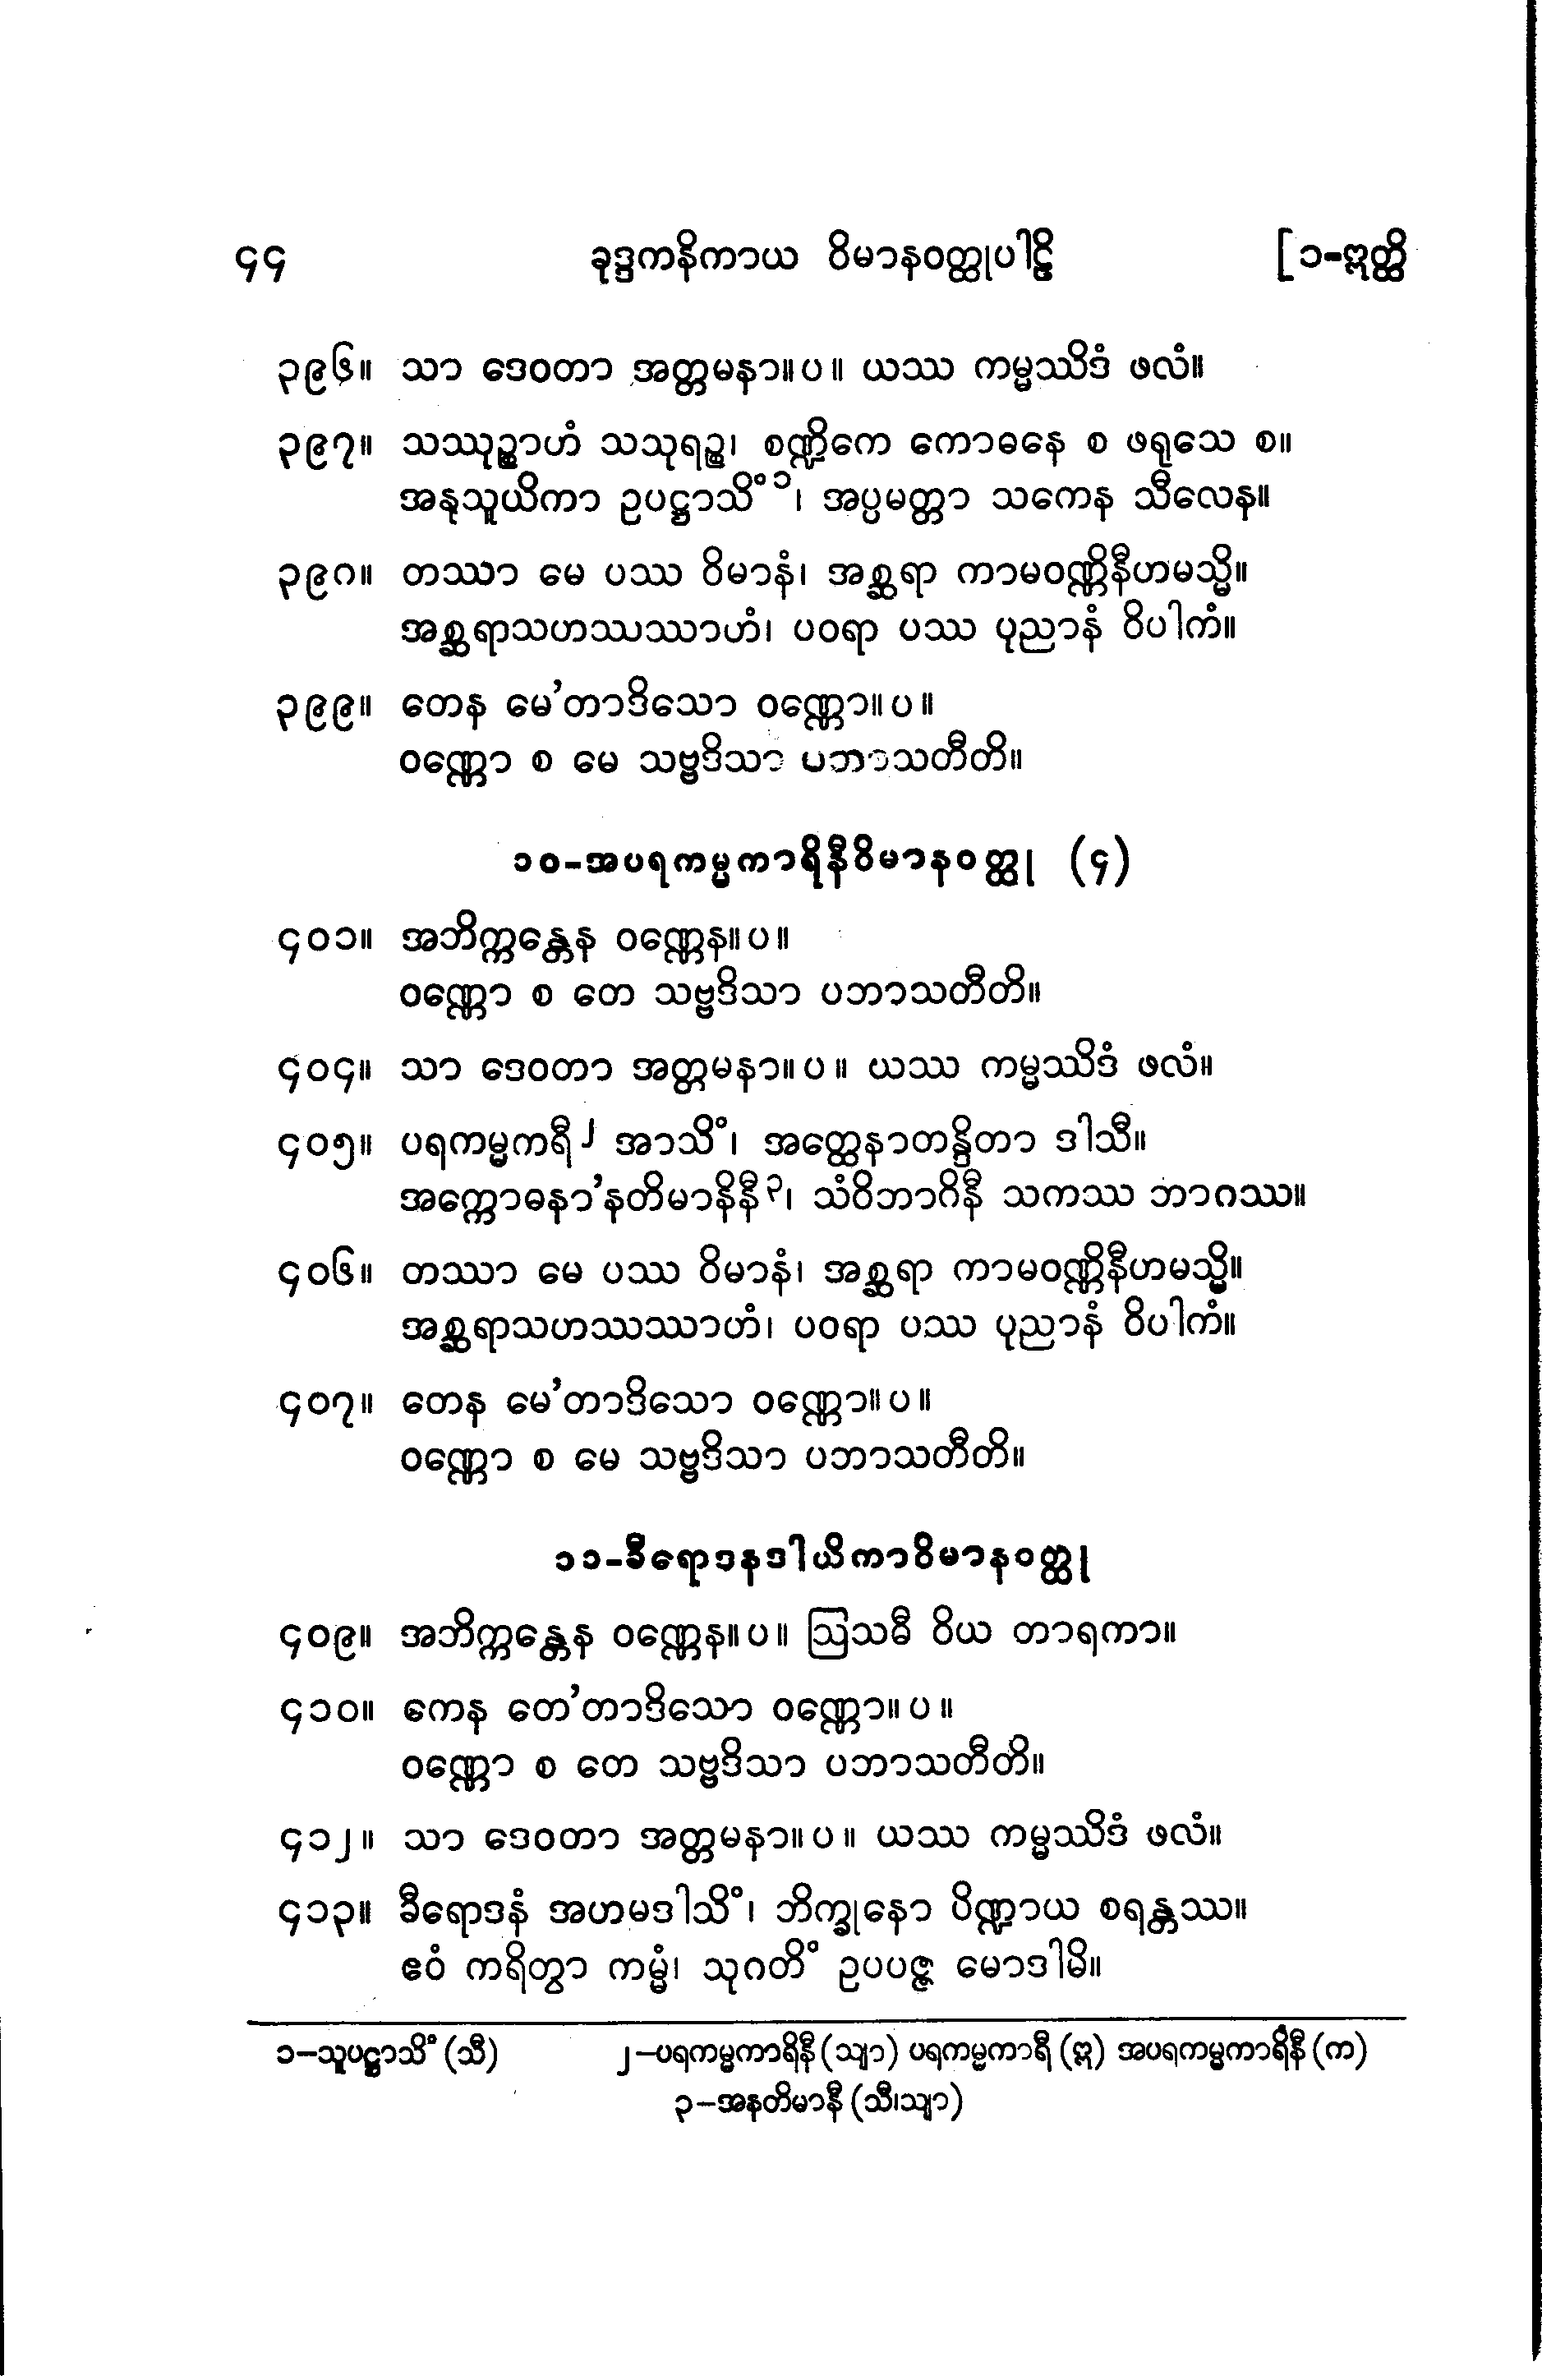 ၄၄ ခုဒ္ဒကနိကာယ ဝိမာနဝတ္ထုပါဠိ [၁-ဣတ္ထိ
၃၉၆။ သာ ဒေဝတာ အတ္တမနာ။ပ။ ယဿ ကမ္မဿိဒံ ဖလံ။
၃၉၇။ သဿုဉ္စာဟံ သသုရဉ္စ၊ စဏ္ဍိကေ ကောဓနေ စ ဖရုသေ စ။
အနုသူယိကာ ဥပဋ္ဌာသိံ ၁၊ အပ္ပမတ္တာ သကေန သီလေန။
၃၉၈။ တဿာ မေ ပဿ ဝိမာနံ၊ အစ္ဆရာ ကာမဝဏ္ဏိနီဟမသ္မိ။
အစ္ဆရာသဟဿဿာဟံ၊ ပဝရာ ပဿ ပုညာနံ ဝိပါကံ။
၃၉၉။ တေန မေ'တာဒိသော ဝဏ္ဏော။ပ။
ဝဏ္ဏော စ မေ သဗ္ဗဒိသာ ပဘာသတီတိ။
၁၀-အပရကမ္မကာရိနီဝိမာနဝတ္ထု (၄)
၄၀၁။ အဘိက္ကန္တေန ဝဏ္ဏေန။ပ။
ဝဏ္ဏော စ တေ သဗ္ဗဒိသာ ပဘာသတီတိ။
၄၀၄။ သာ ဒေဝတာ အတ္တမနာ။ပ။ ယဿ ကမ္မဿိဒံ ဖလံ။
၄၀၅။ ပရကမ္မကရီ ၂ အာသိံ၊ အတ္ထေနာတန္ဒိတာ ဒါသီ။
အက္ကောဓနာ'နတိမာနိနီ ၃၊ သံဝိဘာဂိနီ သကဿ ဘာဂဿ။
၄၀၆။ တဿာ မေ ပဿ ဝိမာနံ၊ အစ္ဆရာ ကာမဝဏ္ဏိနီဟမသ္မိ။
အစ္ဆရာသဟဿဿာဟံ၊ ပဝရာ ပဿ ပုညာနံ ဝိပါကံ။
၄၀၇။ တေန မေ'တာဒိသော ဝဏ္ဏော။ပ။
ဝဏ္ဏော စ မေ သဗ္ဗဒိသာ ပဘာသတီတိ။
၁၁-ခီရောဒနဒါယိကာဝိမာနဝတ္ထု
၄၀၉။ အဘိက္ကန္တေန ဝဏ္ဏေန။ပ။ ဩသဓီ ဝိယ တာရကာ။
၄၁၀။ ကေန တေ'တာဒိသော ဝဏ္ဏော။ပ။
ဝဏ္ဏော စ တေ သဗ္ဗဒိသာ ပဘာသတီတိ။
၄၁၂။ သာ ဒေဝတာ အတ္တမနာ။ပ။ ယဿ ကမ္မဿိဒံ ဖလံ။
၄၁၃။ ခီရောဒနံ အဟမဒါသိံ၊ ဘိက္ခုနော ပိဏ္ဍာယ စရန္တဿ။
ဧဝံ ကရိတွာ ကမ္မံ၊ သုဂတိံ ဥပပဇ္ဇ မောဒါမိ။
၁–သူပဋ္ဌာသိံ (သီ) ၂–ပရကမ္မကာရိနီ (သျာ) ပရကမ္မကာရီ (ဣ) အပရကမ္မကာရိနီ (က)
၃–အနတိမာနီ (သီ၊သျာ)